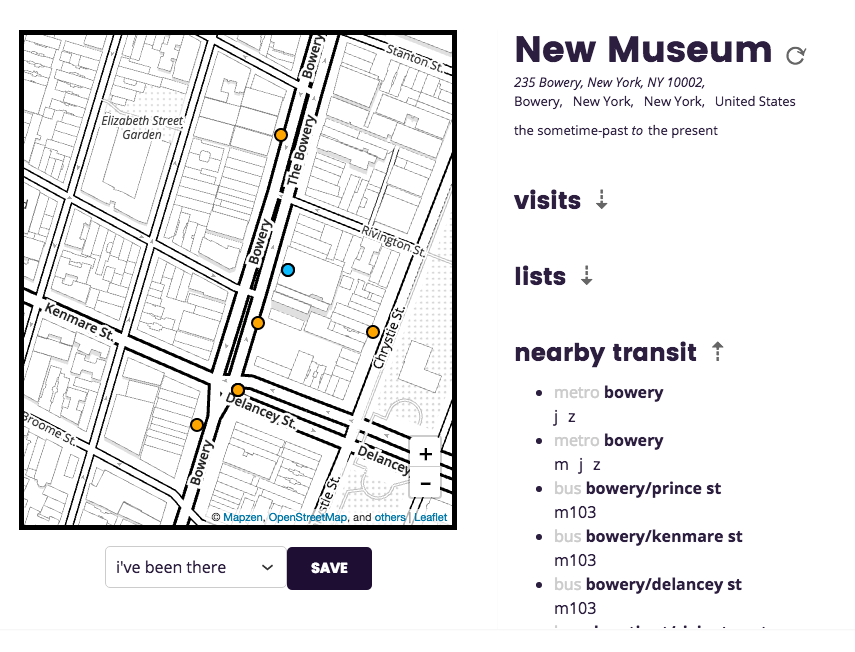 Bowery
Stanton St.
Elizabeth Street
Garden
The Bowery
Bowery
Rivington St.
Kenmare St.
Chrystie St.
Delancey St.
Broome St.
Bowery
Delancey
stie St.
+
−
© Mapzen, OpenStreetMap, and others | Leaflet
i've been there
SAVE
New Museum
235 Bowery, New York, NY 10002,
Bowery, New York, New York, United States
the sometime-past to the present
visits
lists
nearby transit
metro bowery
j z
metro bowery
m j z
bus bowery/prince st
m103
bus bowery/kenmare st
m103
bus bowery/delancey st
m103